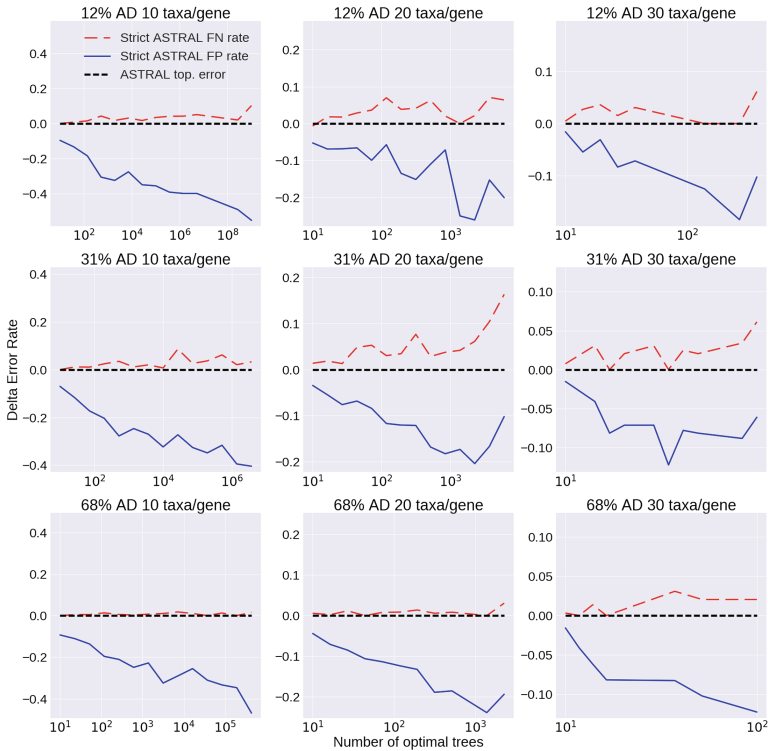 12% AD 10 taxa/gene
12% AD 20 taxa/gene
12% AD 30 taxa/gene
Strict ASTRAL FN rate
Strict ASTRAL FP rate
ASTRAL top. error
0.4
0.2
0.0
−0.2
−0.4
10² 10⁴ 10⁶ 10⁸
0.2
0.1
0.0
−0.1
−0.2
10¹ 10³
0.1
0.0
−0.1
10¹ 10²
31% AD 10 taxa/gene
31% AD 20 taxa/gene
31% AD 30 taxa/gene
Delta Error Rate
0.4
0.2
0.0
−0.2
−0.4
10² 10⁴ 10⁶
0.2
0.1
0.0
−0.1
−0.2
10¹ 10² 10³
0.10
0.05
0.00
−0.05
−0.10
10¹
68% AD 10 taxa/gene
68% AD 20 taxa/gene
68% AD 30 taxa/gene
0.4
0.2
0.0
−0.2
−0.4
10¹ 10² 10³ 10⁴ 10⁵
0.2
0.1
0.0
−0.1
−0.2
10¹ 10² 10³
0.10
0.05
0.00
−0.05
−0.10
10¹ 10²
Number of optimal trees